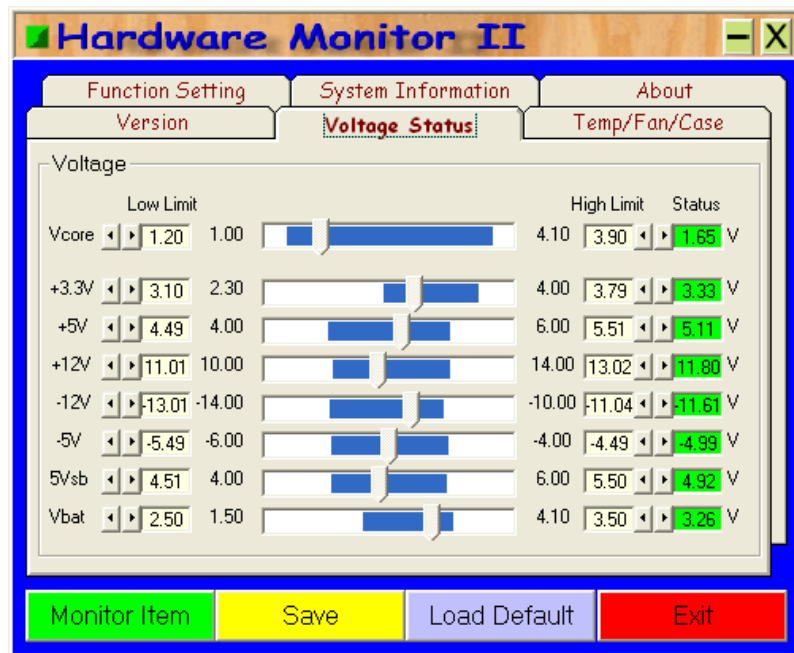 Hardware Monitor II
Function Setting System Information About
Version Voltage Status Temp/Fan/Case
Voltage
Low Limit High Limit Status
Vcore 1.20 1.00 4.10 3.90 1.65 V
+3.3V 3.10 2.30 4.00 3.79 3.33 V
+5V 4.49 4.00 6.00 5.51 5.11 V
+12V 11.01 10.00 14.00 13.02 11.80 V
-12V -13.01 -14.00 -10.00 -11.04 -11.61 V
-5V -5.49 -6.00 -4.00 -4.49 -4.99 V
5Vsb 4.51 4.00 6.00 5.50 4.92 V
Vbat 2.50 1.50 4.10 3.50 3.26 V
Monitor Item Save Load Default Exit